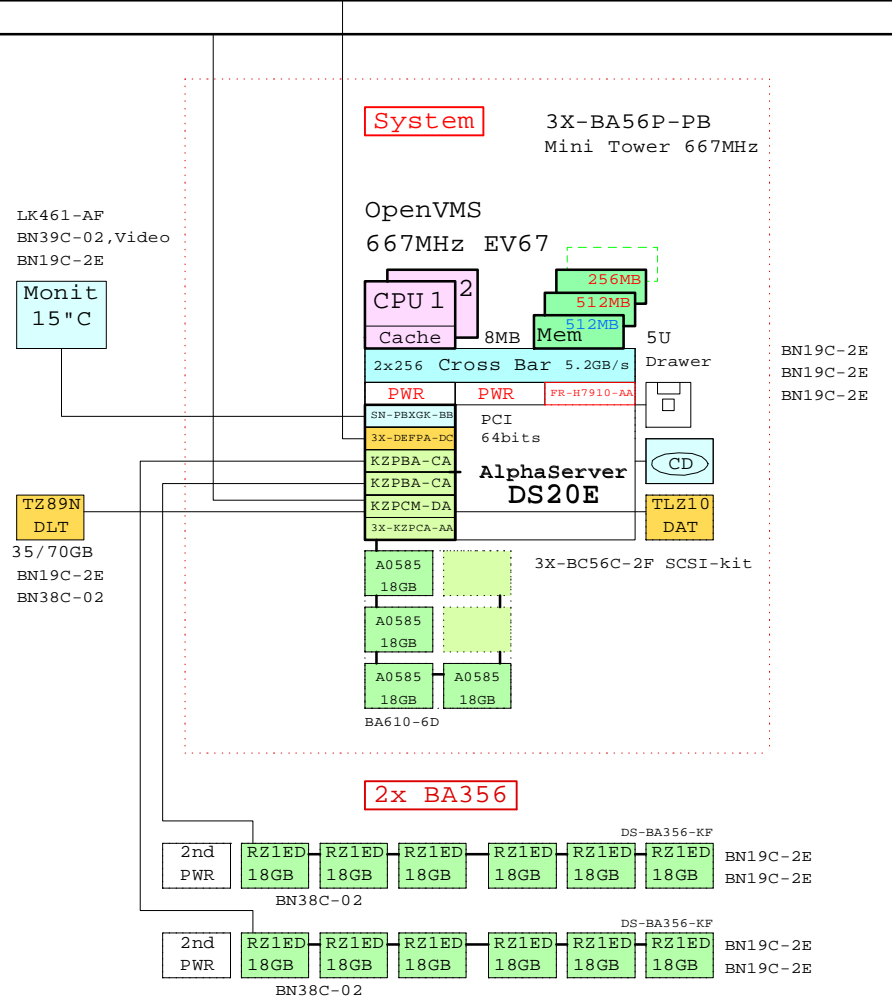 System
3X-BA56P-PB
Mini Tower 667MHz
LK461-AF
BN39C-02,Video
BN19C-2E
Monit
15"C
OpenVMS
667MHz EV67
CPU 1
2
Cache
8MB
256MB
512MB
512MB
Mem
5U
Drawer
2x256 Cross Bar 5.2GB/s
PWR
PWR
FR-H7910-AA
BN19C-2E
BN19C-2E
BN19C-2E
SN-PBXGK-BB
3X-DEFPA-DC
KZPBA-CA
KZPBA-CA
KZPCM-DA
3X-KZPCA-AA
PCI
64bits
AlphaServer
DS20E
CD
TLZ10
DAT
TZ89N
DLT
35/70GB
BN19C-2E
BN38C-02
3X-BC56C-2F SCSI-kit
A0585
18GB
A0585
18GB
A0585
18GB
A0585
18GB
BA610-6D
2x BA356
DS-BA356-KF
2nd
PWR
RZ1ED
18GB
RZ1ED
18GB
RZ1ED
18GB
RZ1ED
18GB
RZ1ED
18GB
RZ1ED
18GB
BN19C-2E
BN19C-2E
BN38C-02
DS-BA356-KF
2nd
PWR
RZ1ED
18GB
RZ1ED
18GB
RZ1ED
18GB
RZ1ED
18GB
RZ1ED
18GB
RZ1ED
18GB
BN19C-2E
BN19C-2E
BN38C-02